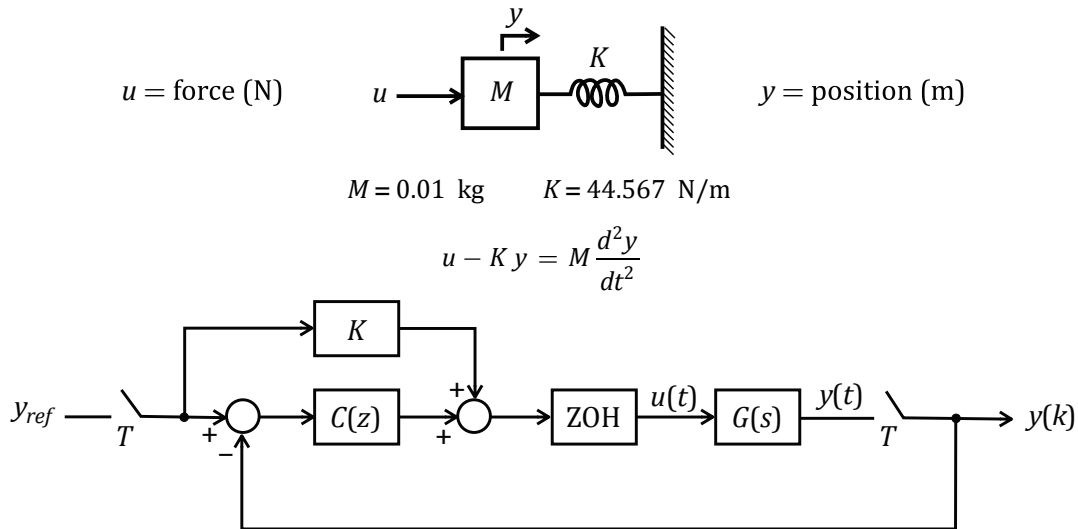 y
K
u = force (N)
u
M
y = position (m)
M = 0.01 kg
K = 44.567 N/m
u − K y = M d²y/dt²
K
+
y_ref
T
+
−
C(z)
+
ZOH
u(t)
G(s)
y(t)
T
y(k)